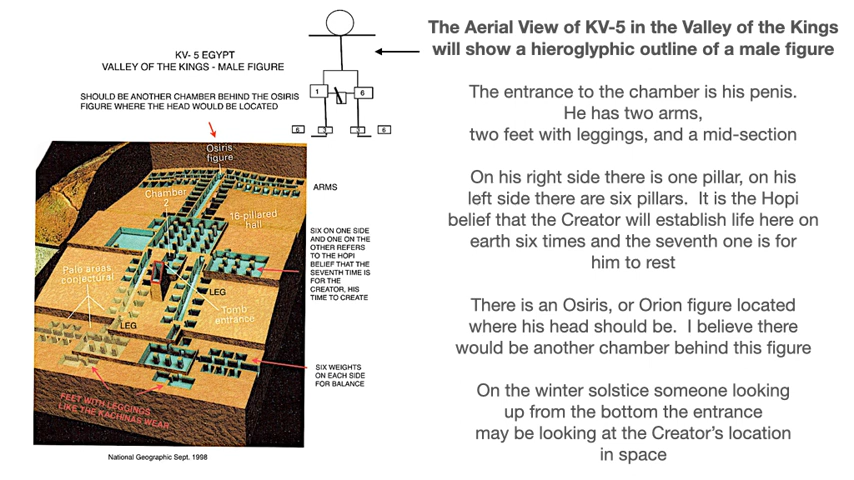 KV- 5 EGYPT
VALLEY OF THE KINGS - MALE FIGURE
SHOULD BE ANOTHER CHAMBER BEHIND THE OSIRIS
FIGURE WHERE THE HEAD WOULD BE LOCATED
1
6
6
6
Osiris
figure
Chamber
2
16-pillared
hall
Pale areas
conjectural
LEG
Tomb
entrance
LEG
FEET WITH LEGGINGS
LIKE THE KACHINAS WEAR
ARMS
SIX ON ONE SIDE
AND ONE ON THE
OTHER REFERS
TO THE HOPI
BELIEF THAT THE
SEVENTH TIME IS
FOR THE
CREATOR, HIS
TIME TO CREATE
SIX WEIGHTS
ON EACH SIDE
FOR BALANCE
National Geographic Sept. 1998
The Aerial View of KV-5 in the Valley of the Kings
will show a hieroglyphic outline of a male figure
The entrance to the chamber is his penis.
He has two arms,
two feet with leggings, and a mid-section
On his right side there is one pillar, on his
left side there are six pillars. It is the Hopi
belief that the Creator will establish life here on
earth six times and the seventh one is for
him to rest
There is an Osiris, or Orion figure located
where his head should be. I believe there
would be another chamber behind this figure
On the winter solstice someone looking
up from the bottom the entrance
may be looking at the Creator's location
in space